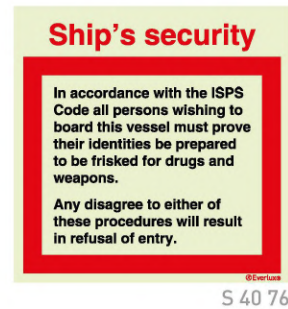 Ship's security
In accordance with the ISPS
Code all persons wishing to
board this vessel must prove
their identities be prepared
to be frisked for drugs and
weapons.
Any disagree to either of
these procedures will result
in refusal of entry.
®Everlux®
S 40 76